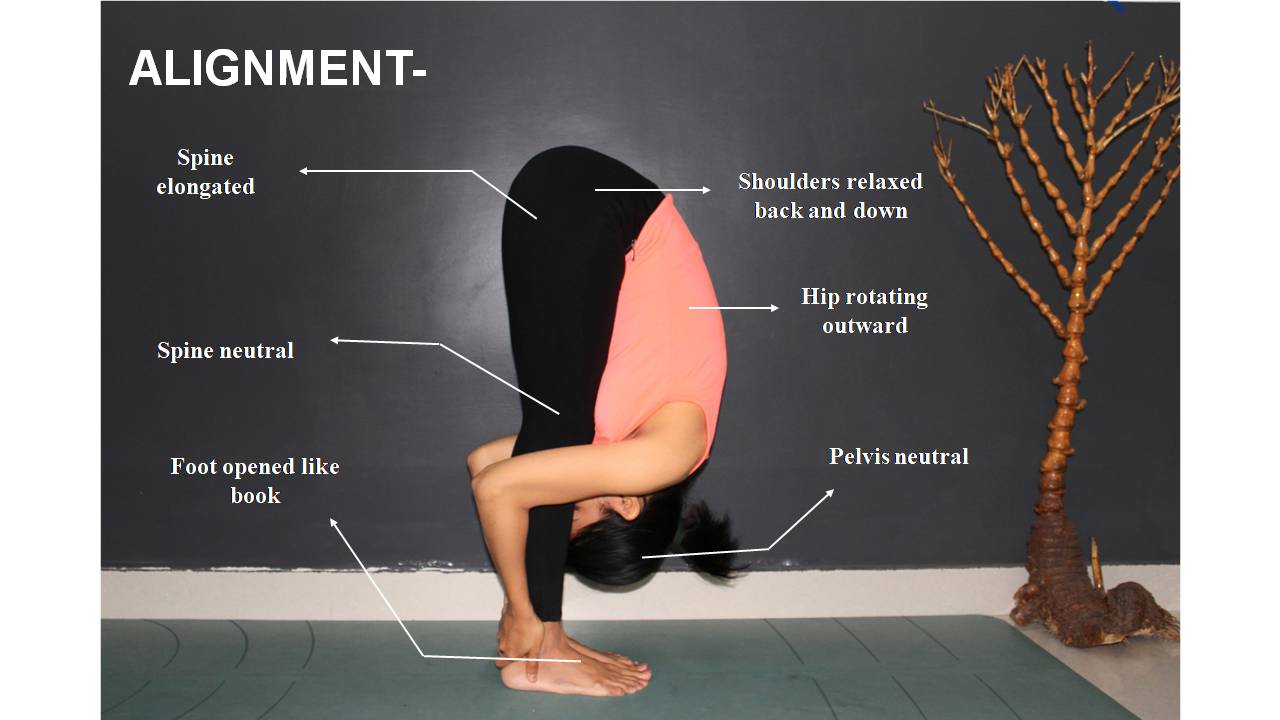 ALIGNMENT-
Spine
elongated
Shoulders relaxed
back and down
Hip rotating
outward
Spine neutral
Pelvis neutral
Foot opened like
book